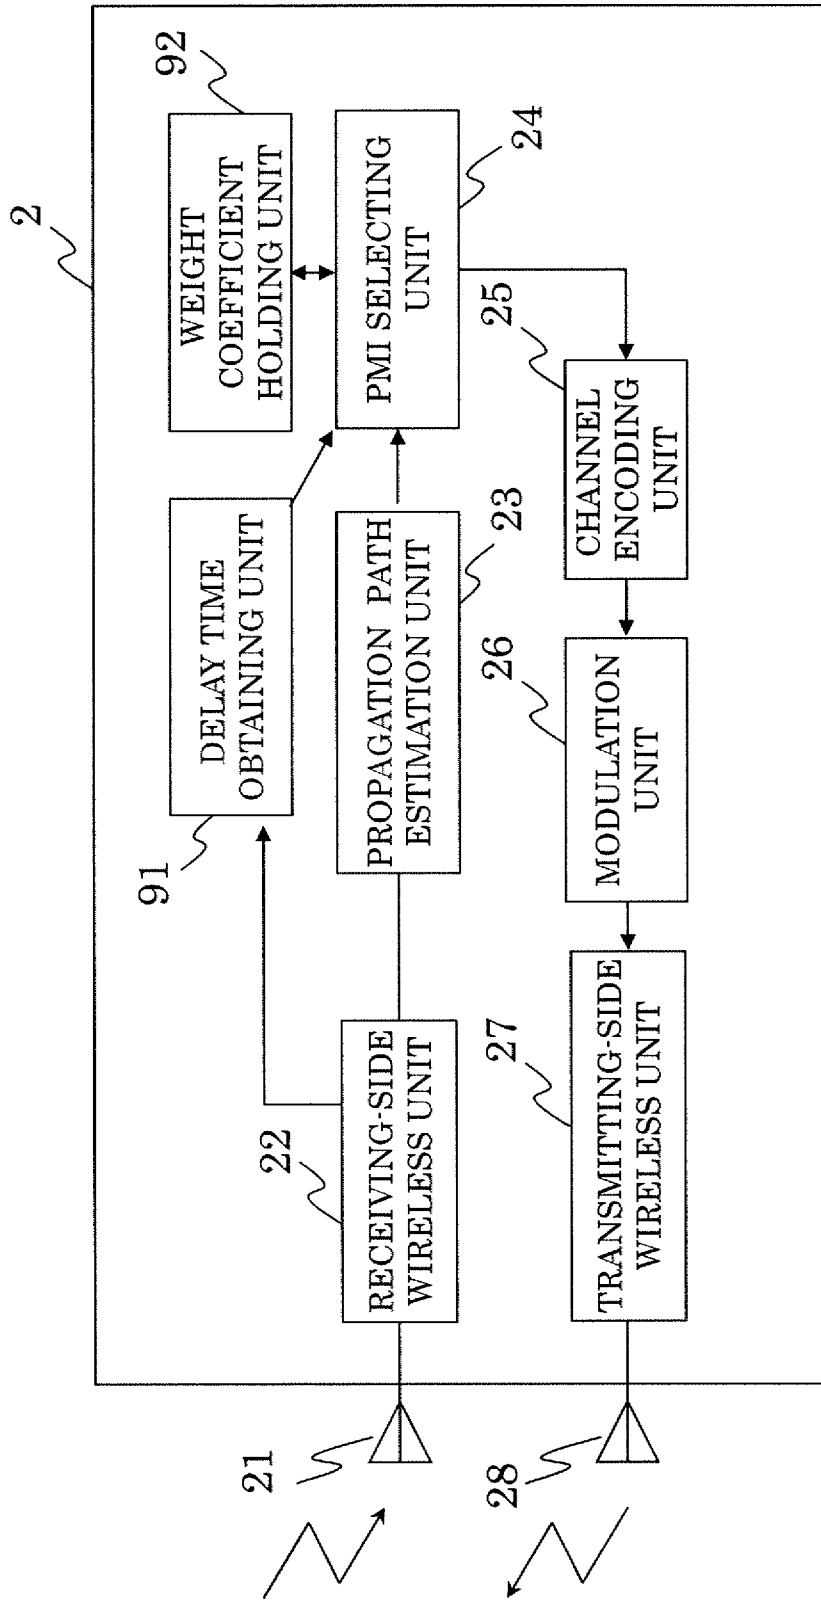 2
92
WEIGHT
COEFFICIENT
HOLDING UNIT
DELAY TIME
OBTAINING UNIT
91
24
PMI SELECTING
UNIT
PROPAGATION PATH
ESTIMATION UNIT
23
22
RECEIVING-SIDE
WIRELESS UNIT
21
25
CHANNEL
ENCODING
UNIT
26
MODULATION
UNIT
27
TRANSMITTING-SIDE
WIRELESS UNIT
28